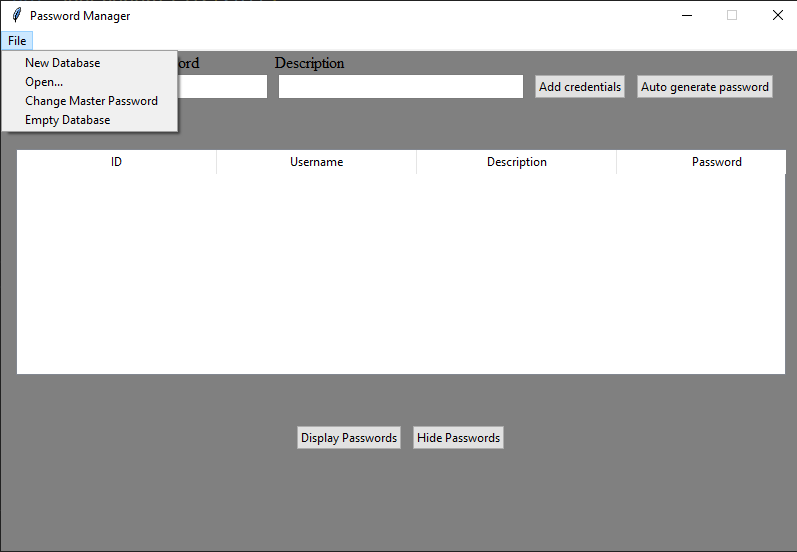 Password Manager
File
New Database
Open...
Change Master Password
Empty Database
ord Description
Add credentials Auto generate password
ID Username Description Password
Display Passwords Hide Passwords